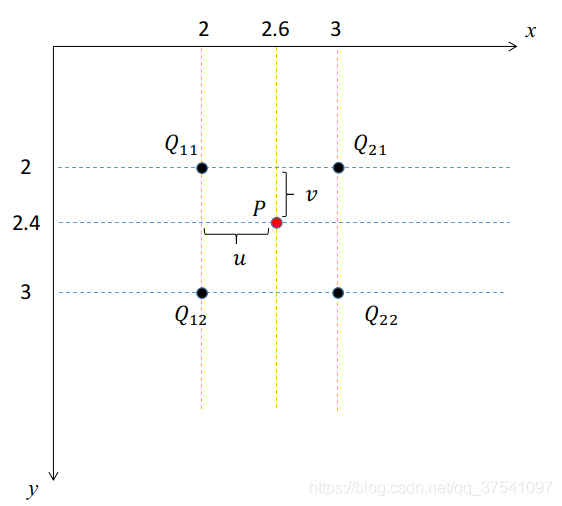 2 2.6 3 x
Q₁₁ Q₂₁
2
v
P
2.4
u
3
Q₁₂ Q₂₂
y
https://blog.csdn.net/qq_37541097